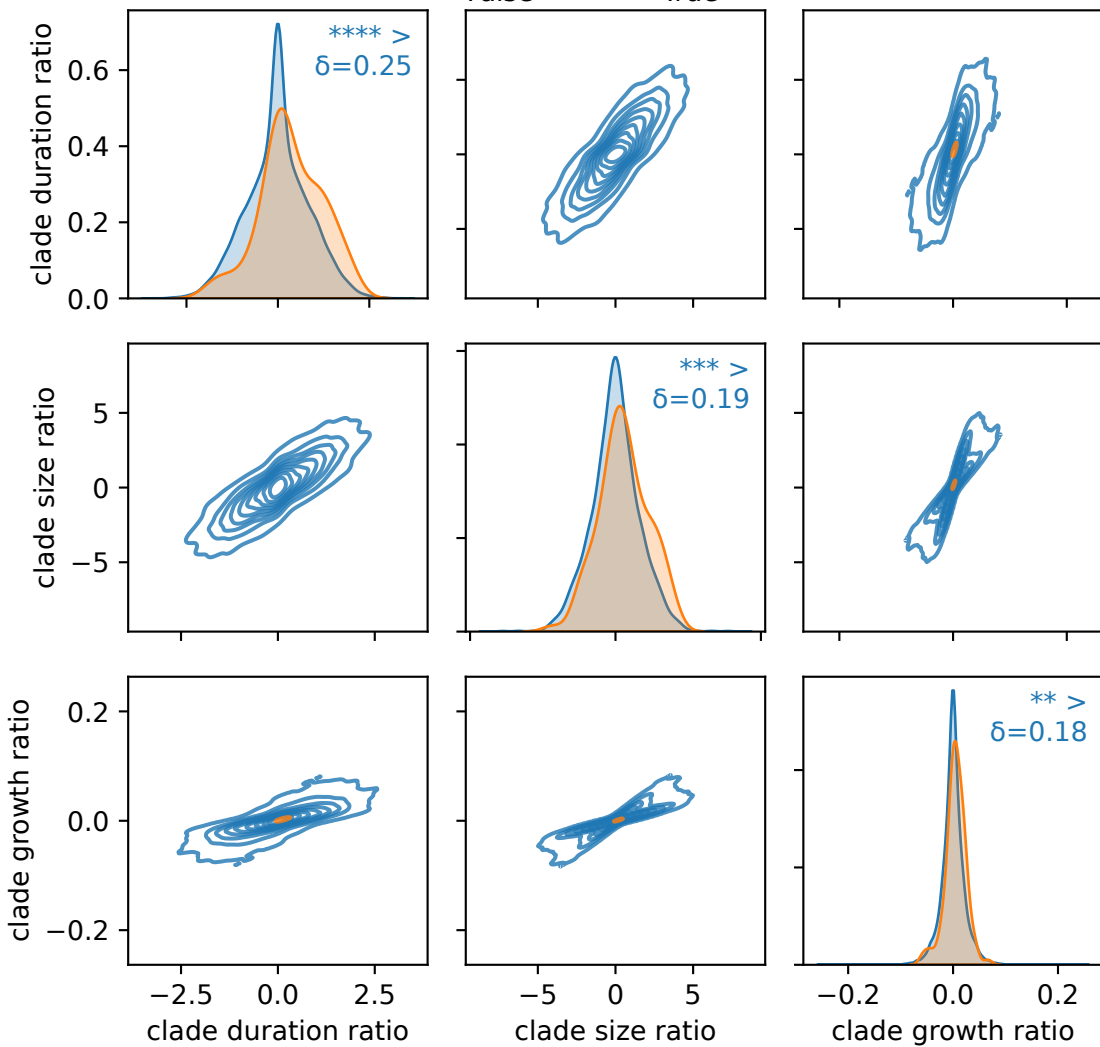 clade duration ratio
0.6
0.4
0.2
0.0
**** >
δ=0.25
clade size ratio
5
0
−5
*** >
δ=0.19
clade growth ratio
0.2
0.0
−0.2
** >
δ=0.18
−2.5 0.0 2.5
−5 0 5
−0.2 0.0 0.2
clade duration ratio
clade size ratio
clade growth ratio